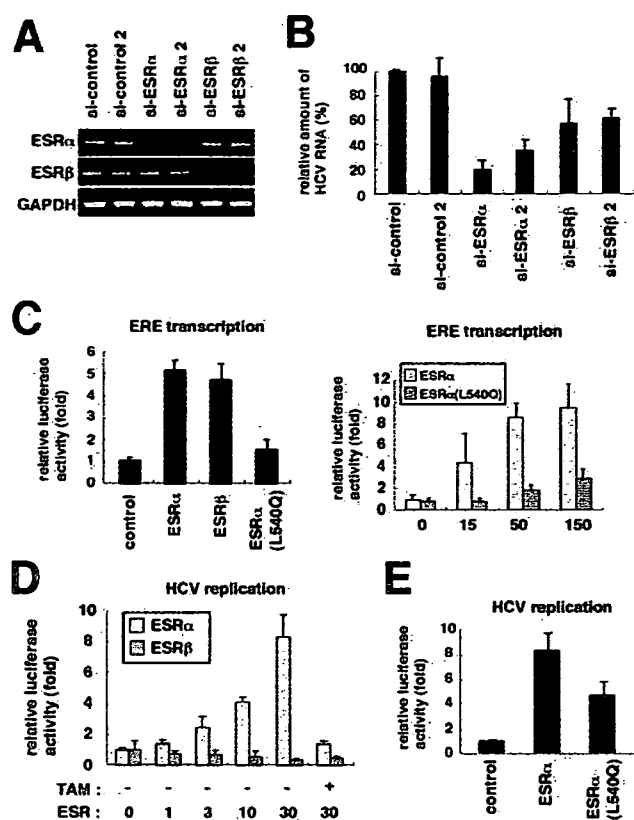 A
si-control
si-control 2
si-ESRα
si-ESRα 2
si-ESRβ
si-ESRβ 2
ESRα
ESRβ
GAPDH
B
relative amount of
HCV RNA (%)
100
80
60
40
20
0
si-control
si-control 2
si-ESRα
si-ESRα 2
si-ESRβ
si-ESRβ 2
C
ERE transcription
relative luciferase
activity (fold)
6
5
4
3
2
1
0
control
ESRα
ESRβ
ESRα
(L540Q)
ERE transcription
relative luciferase
activity (fold)
12
10
8
6
4
2
0
ESRα
ESRα(L540Q)
0 15 50 150
D
HCV replication
relative luciferase
activity (fold)
10
8
6
4
2
0
ESRα
ESRβ
TAM : - - - - - +
ESR : 0 1 3 10 30 30
E
HCV replication
relative luciferase
activity (fold)
10
8
6
4
2
0
control
ESRα
ESRα
(L540Q)